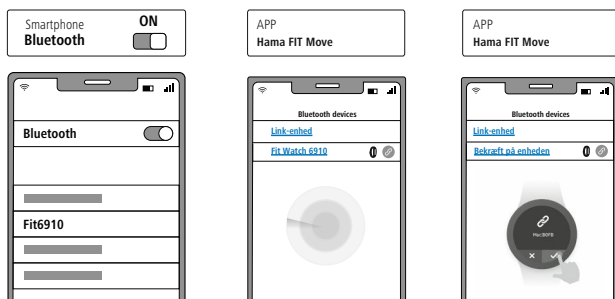 Smartphone
Bluetooth
ON
Bluetooth
Fit6910
APP
Hama FIT Move
Bluetooth devices
Link-enhed
Fit Watch 6910
APP
Hama FIT Move
Bluetooth devices
Link-enhed
Bekræft på enheden